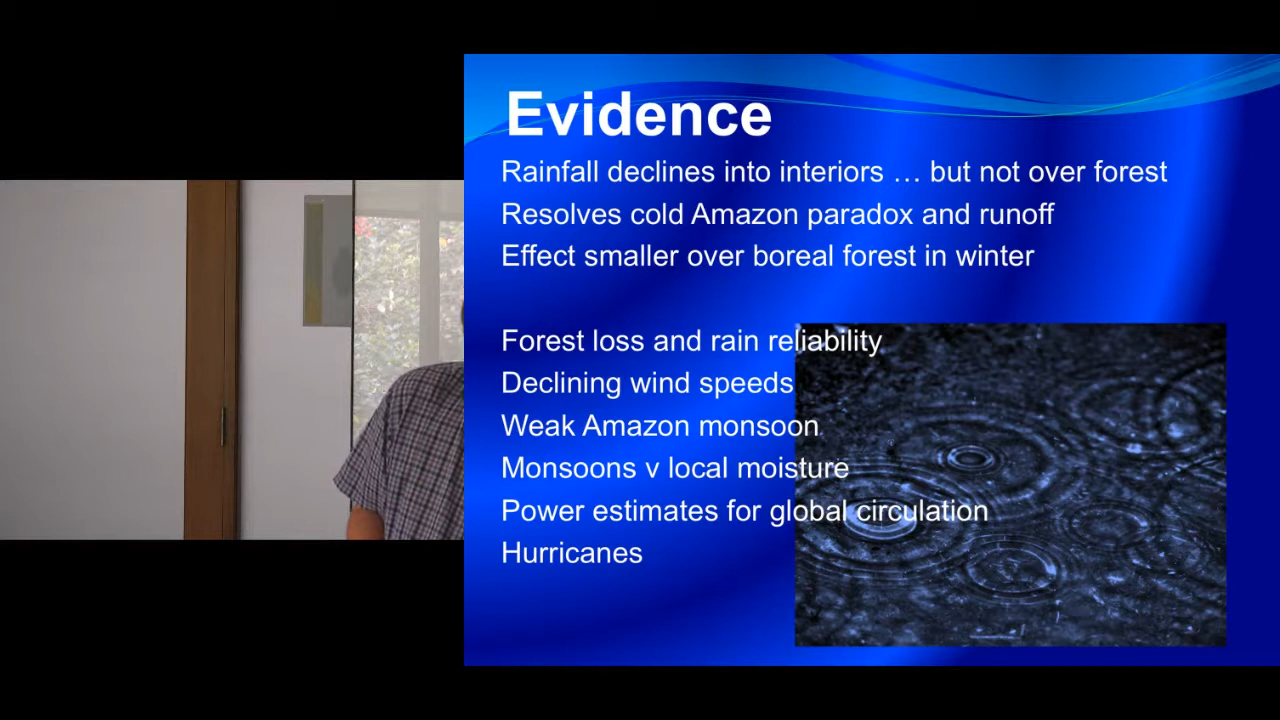 Evidence
Rainfall declines into interiors … but not over forest
Resolves cold Amazon paradox and runoff
Effect smaller over boreal forest in winter
Forest loss and rain reliability
Declining wind speeds
Weak Amazon monsoon
Monsoons v local moisture
Power estimates for global circulation
Hurricanes